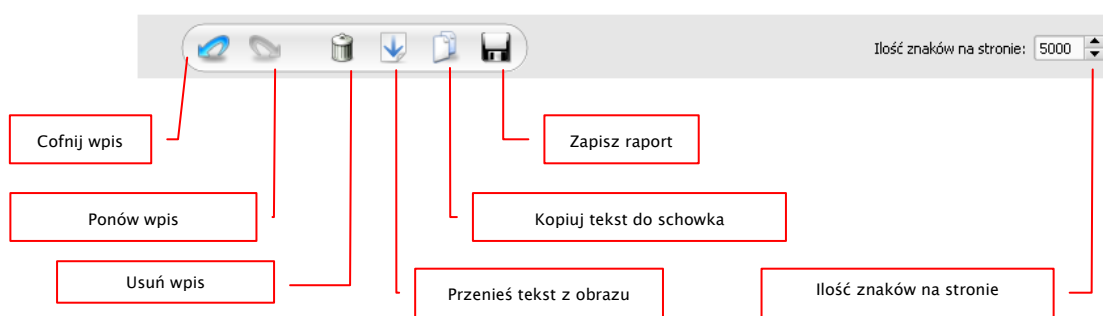 Ilość znaków na stronie: 5000
Cofnij wpis
Zapisz raport
Ponów wpis
Kopiuj tekst do schowka
Usuń wpis
Przenieś tekst z obrazu
Ilość znaków na stronie